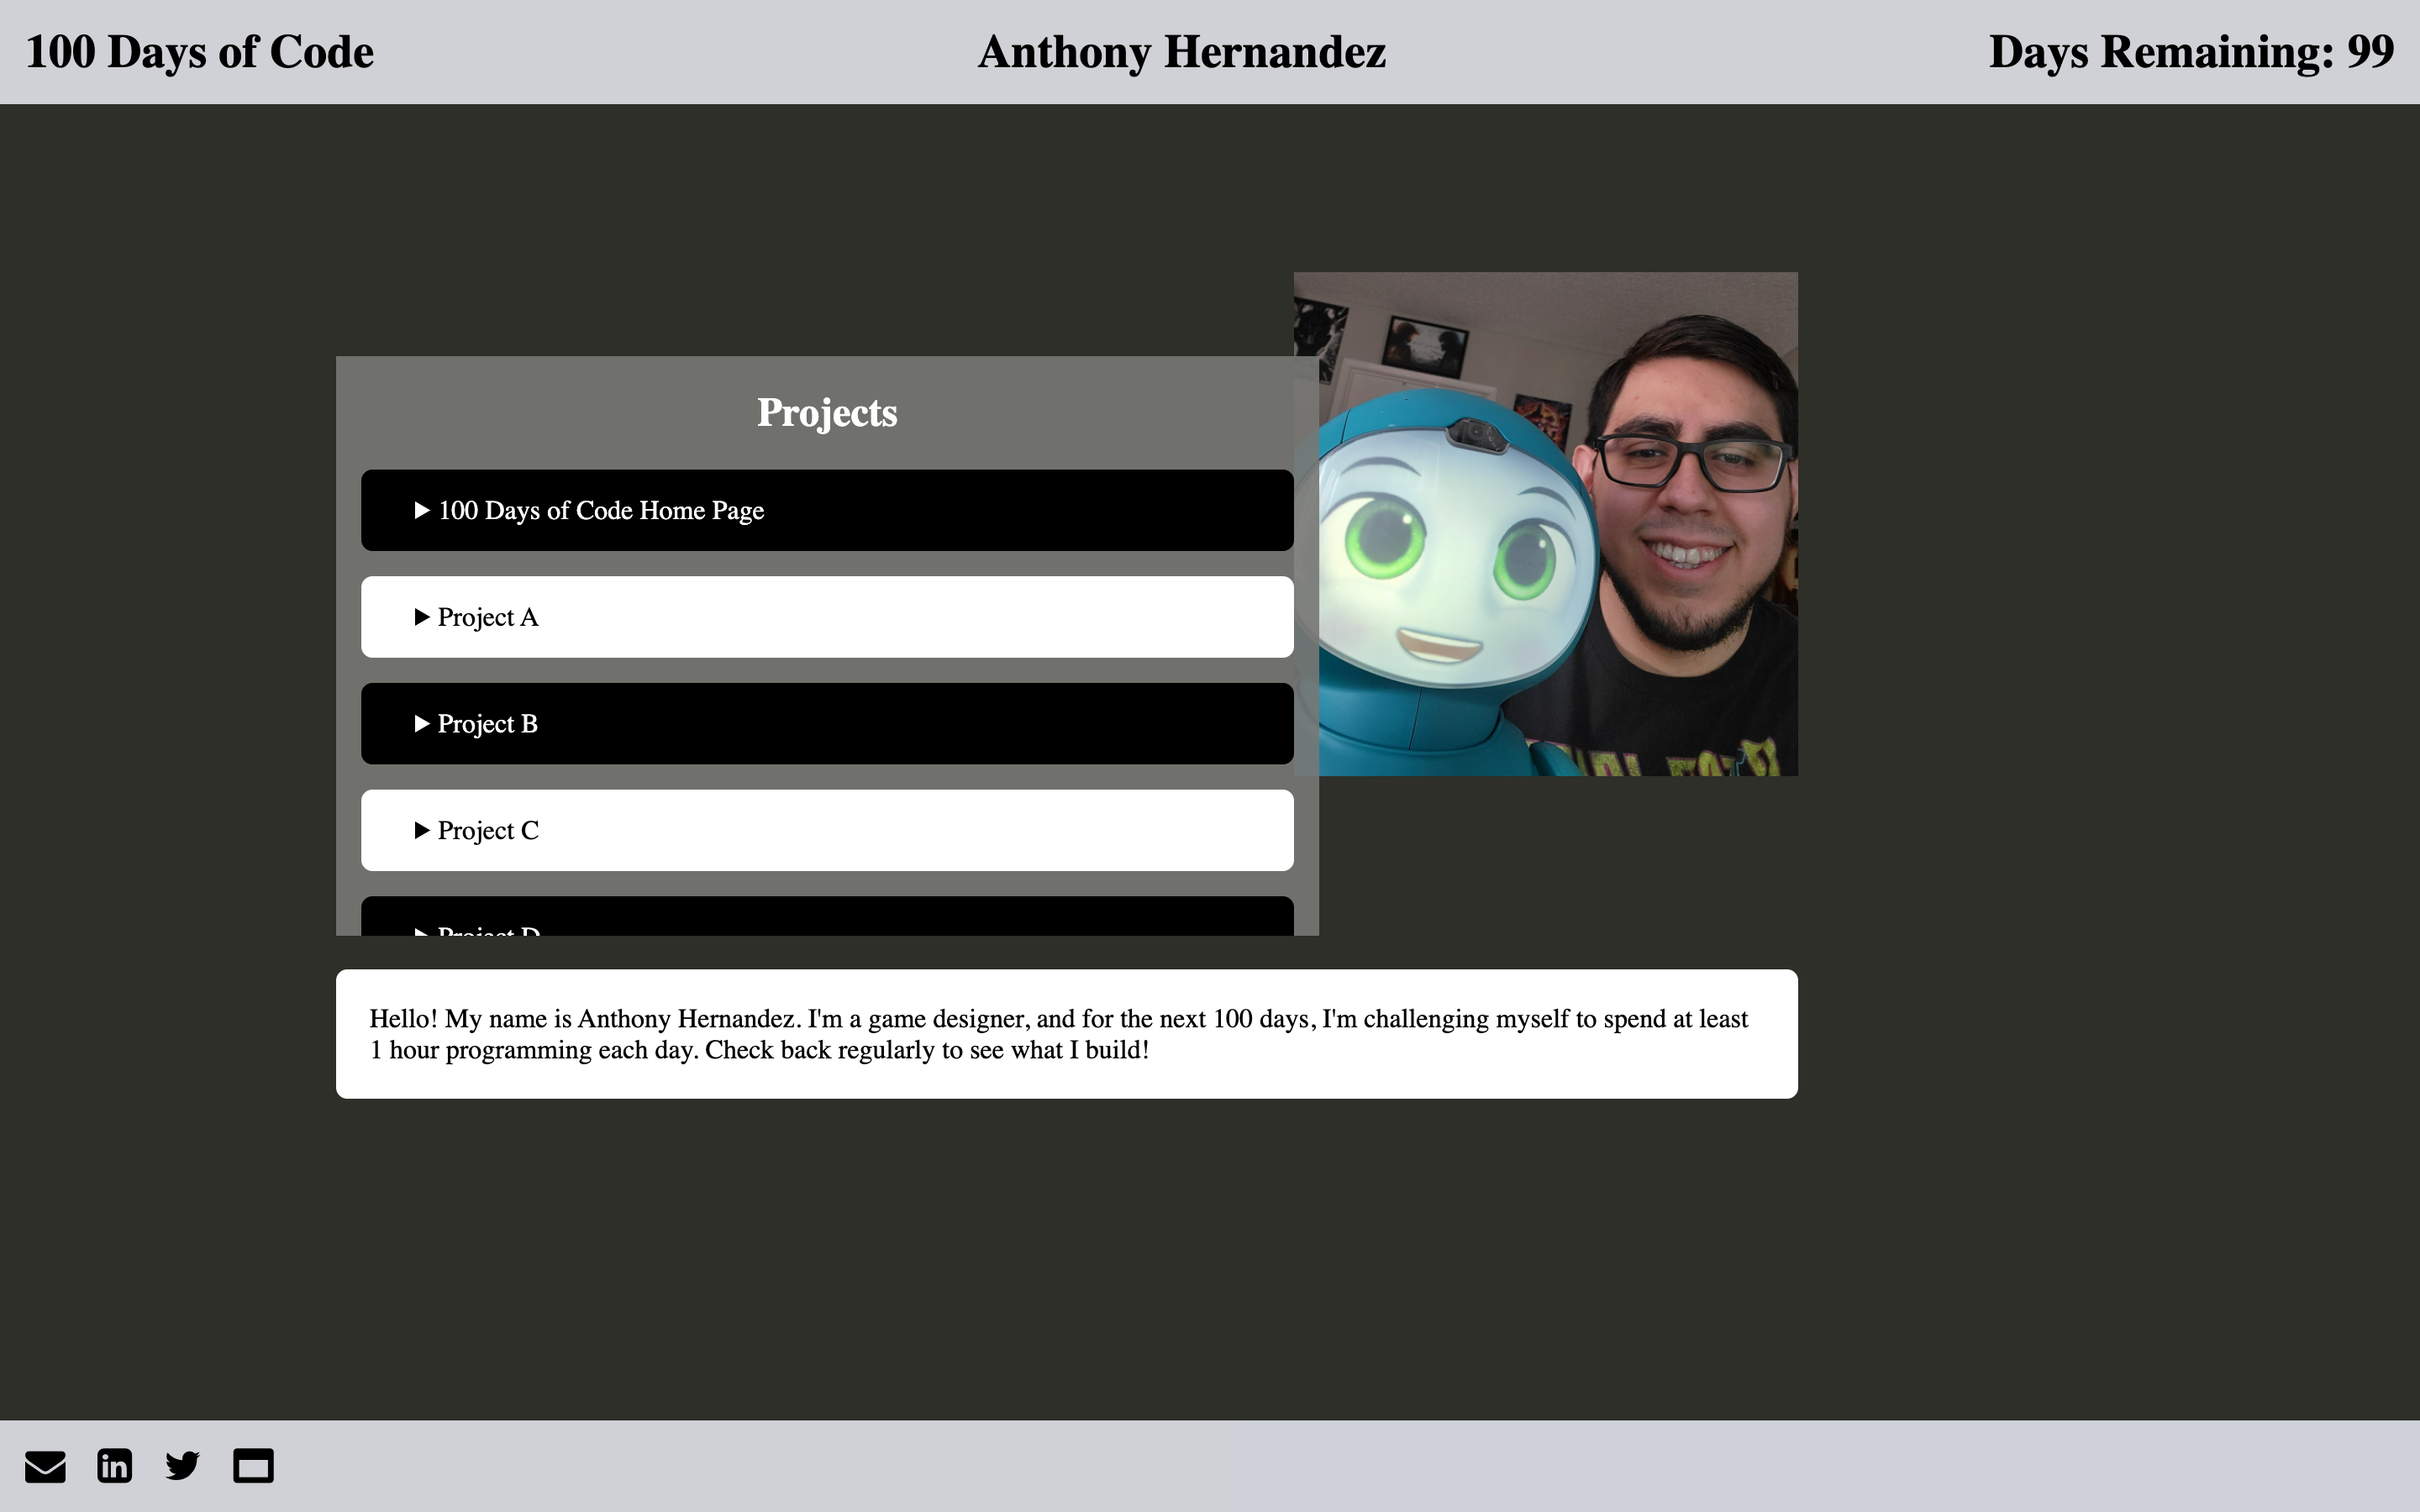 100 Days of Code
Anthony Hernandez
Days Remaining: 99
Projects
100 Days of Code Home Page
Project A
Project B
Project C
Project D
Hello! My name is Anthony Hernandez. I'm a game designer, and for the next 100 days, I'm challenging myself to spend at least
1 hour programming each day. Check back regularly to see what I build!
in